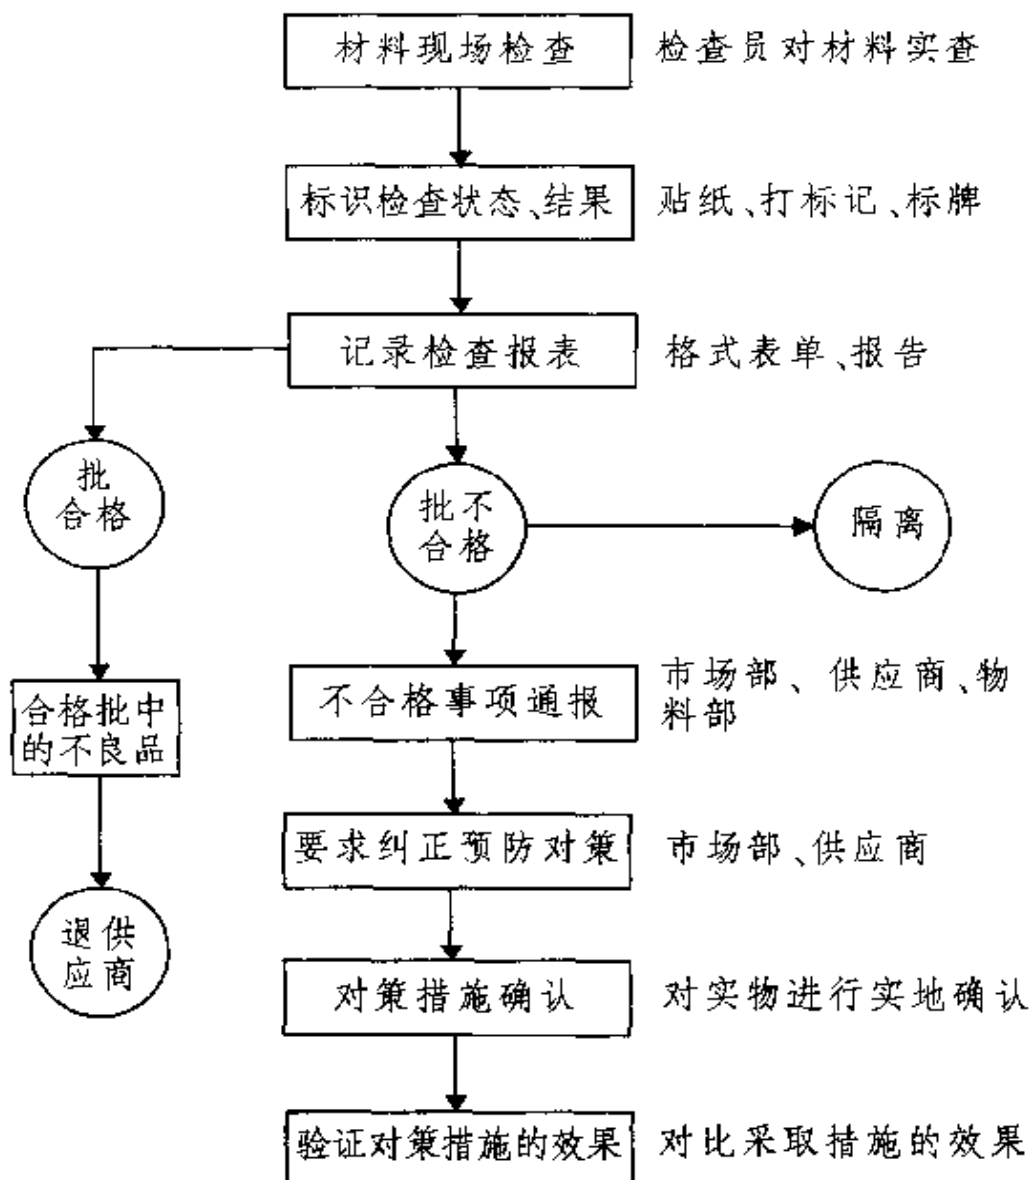 材料现场检查
检查员对材料实查
标识检查状态、结果
贴纸、打标记、标牌
记录检查报表
格式表单、报告
批
合格
批不
合格
隔离
不合格事项通报
市场部、供应商、物
料部
合格批中
的不良品
要求纠正预防对策
市场部、供应商
退供
应商
对策措施确认
对实物进行实地确认
验证对策措施的效果
对比采取措施的效果